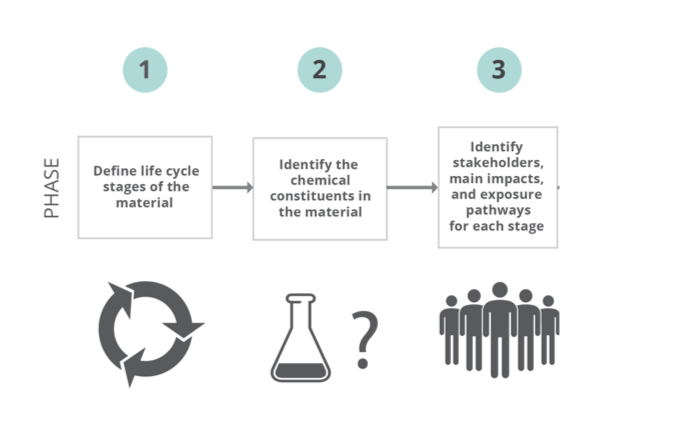 1
2
3
PHASE
Define life cycle
stages of the
material
Identify the
chemical
constituents in
the material
Identify
stakeholders,
main impacts,
and exposure
pathways
for each stage
?